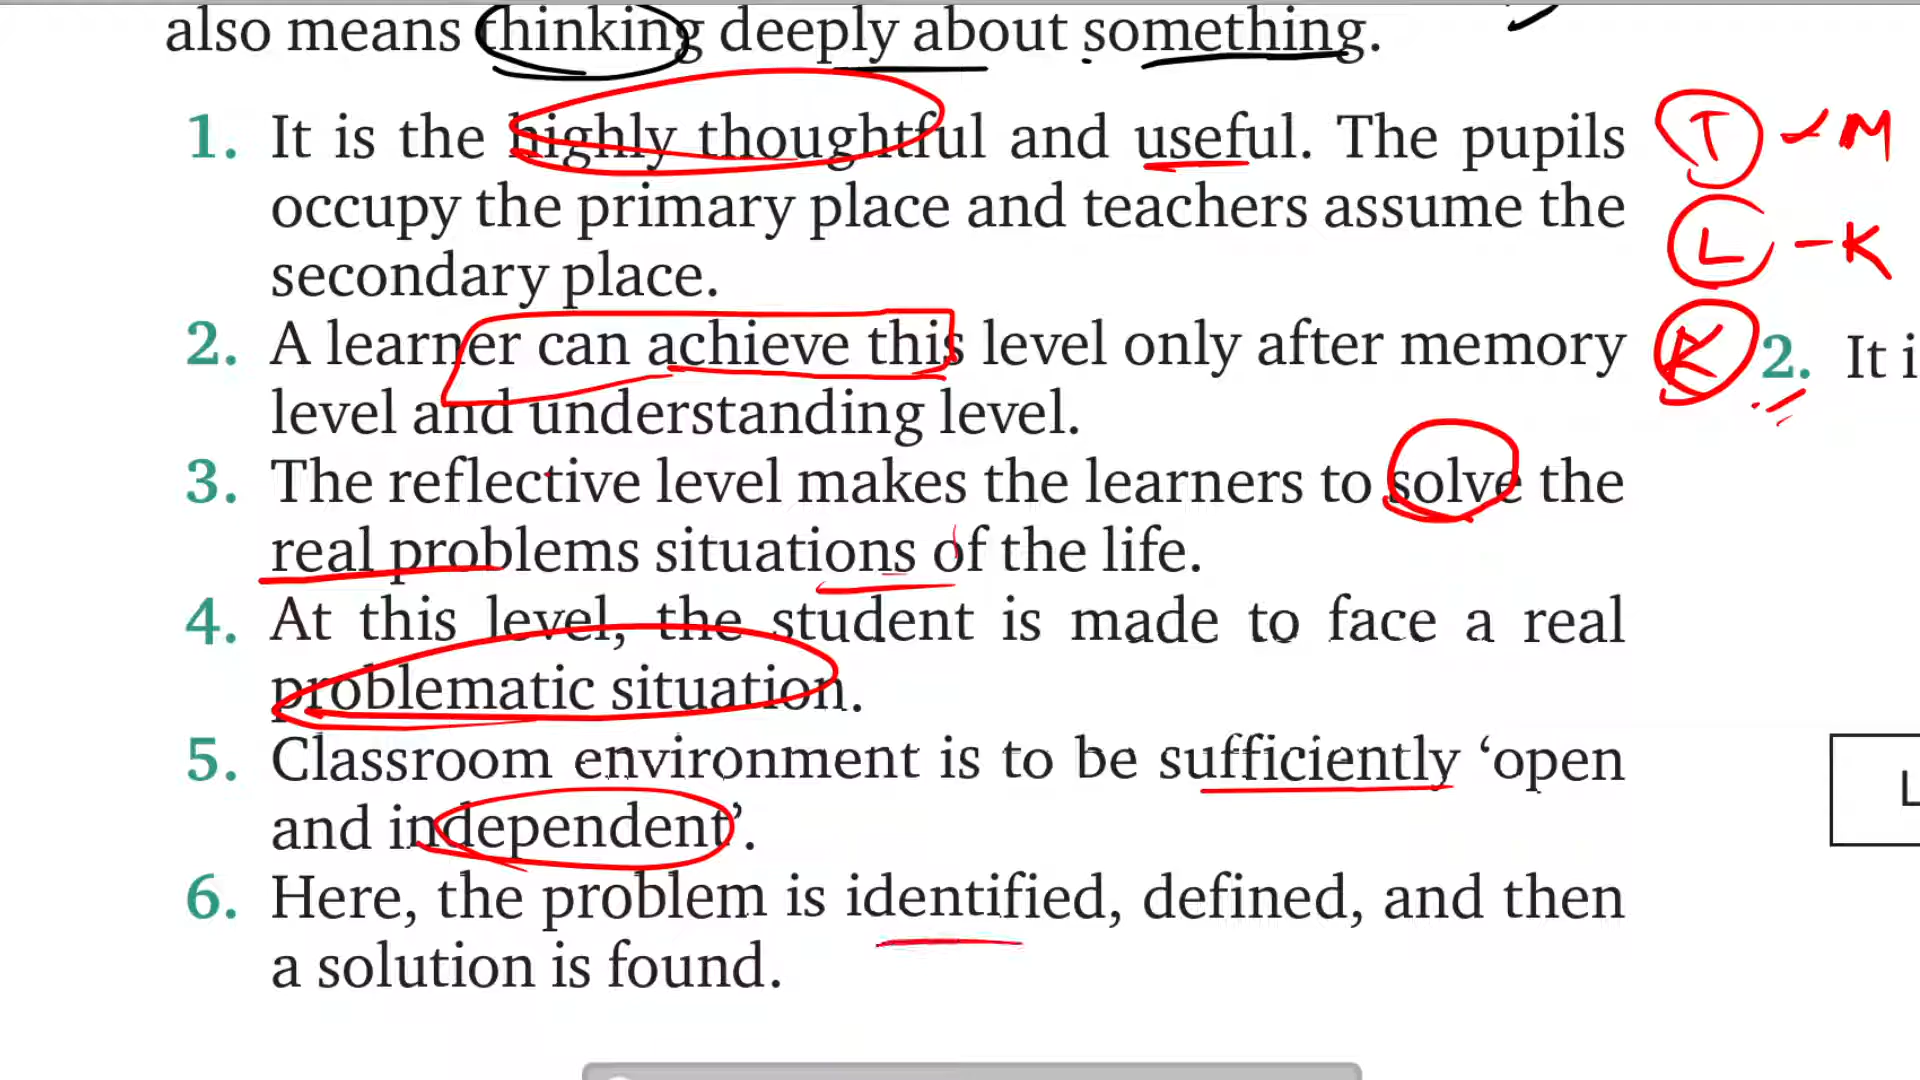 also means thinking deeply about something.
1. It is the highly thoughtful and useful. The pupils
occupy the primary place and teachers assume the
secondary place.
2. A learner can achieve this level only after memory
level and understanding level.
3. The reflective level makes the learners to solve the
real problems situations of the life.
4. At this level, the student is made to face a real
problematic situation.
5. Classroom environment is to be sufficiently ‘open
and independent’.
6. Here, the problem is identified, defined, and then
a solution is found.
T - M
L - K
K
2. It i
L